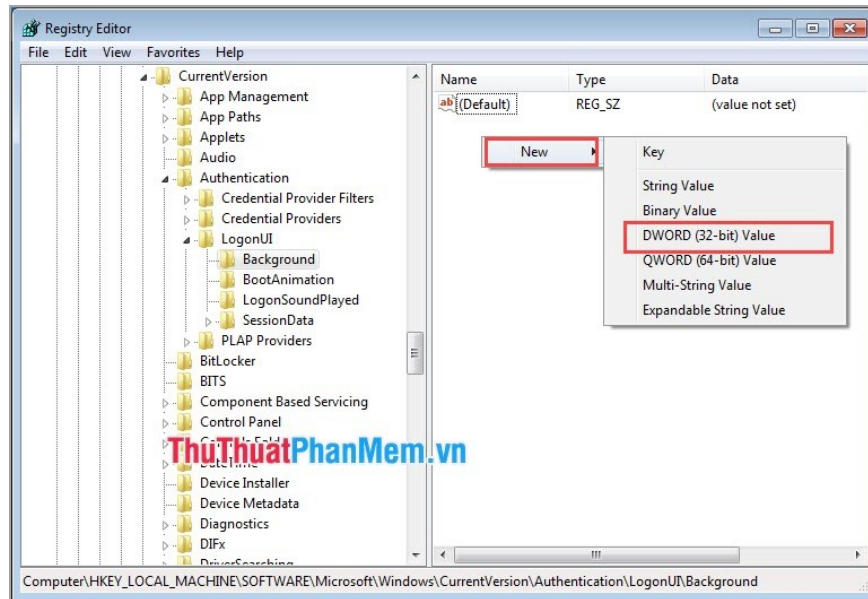 Registry Editor
File Edit View Favorites Help
CurrentVersion
App Management
App Paths
Applets
Audio
Authentication
Credential Provider Filters
Credential Providers
LogonUI
Background
BootAnimation
LogonSoundPlayed
SessionData
PLAP Providers
BitLocker
BITS
Component Based Servicing
Control Panel
ThuThuatPhanMem.vn
DateTime
Device Installer
Device Metadata
Diagnostics
DIFx
DriverSearching
Name Type Data
(Default) REG_SZ (value not set)
New
Key
String Value
Binary Value
DWORD (32-bit) Value
QWORD (64-bit) Value
Multi-String Value
Expandable String Value
Computer\HKEY_LOCAL_MACHINE\SOFTWARE\Microsoft\Windows\CurrentVersion\Authentication\LogonUI\Background